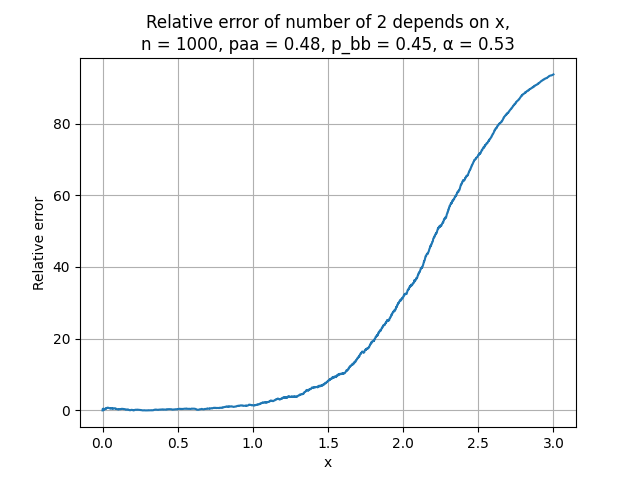 Relative error of number of 2 depends on x,
n = 1000, paa = 0.48, p_bb = 0.45, α = 0.53
Relative error
80
60
40
20
0
0.0 0.5 1.0 1.5 2.0 2.5 3.0
x